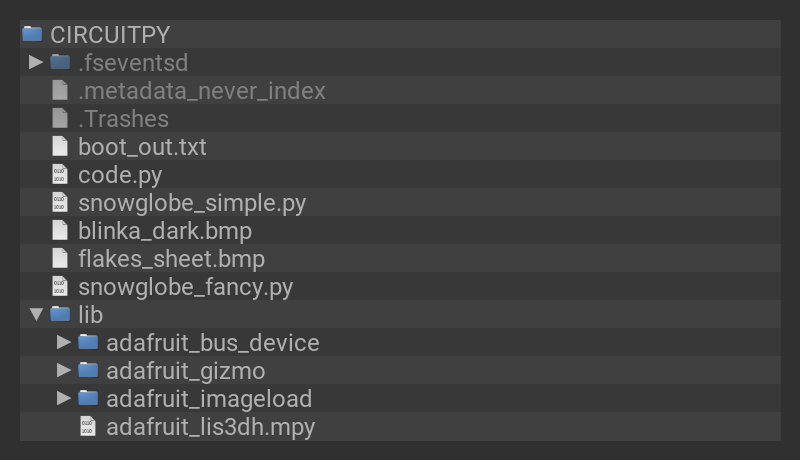 CIRCUITPY
.fseventsd
.metadata_never_index
.Trashes
boot_out.txt
code.py
snowglobe_simple.py
blinka_dark.bmp
flakes_sheet.bmp
snowglobe_fancy.py
lib
adafruit_bus_device
adafruit_gizmo
adafruit_imageload
adafruit_lis3dh.mpy